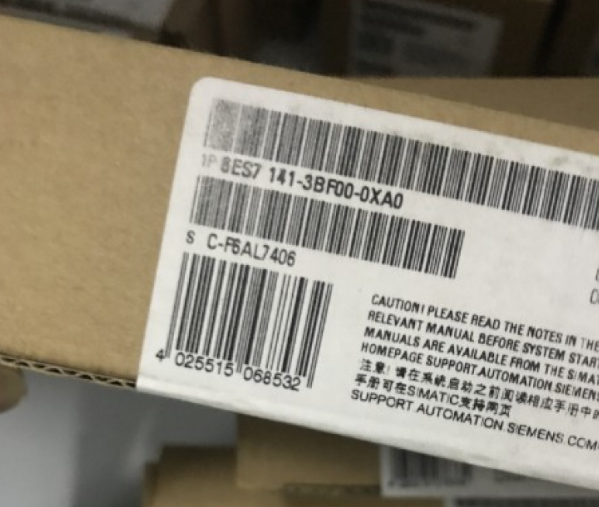 1P 6ES7 141-3BF00-0XA0
S C-F6AL7406
4 025515 068532
CAUTION! PLEASE READ THE NOTES IN THE
RELEVANT MANUAL BEFORE SYSTEM START
MANUALS ARE AVAILABLE FROM THE SIMAT
HOMEPAGE SUPPORT.AUTOMATION.SIEMENS
注意! 请在系统启动之前阅读相应手册中的
手册可在SIMATIC支持网页
SUPPORT.AUTOMATION.SIEMENS.COM